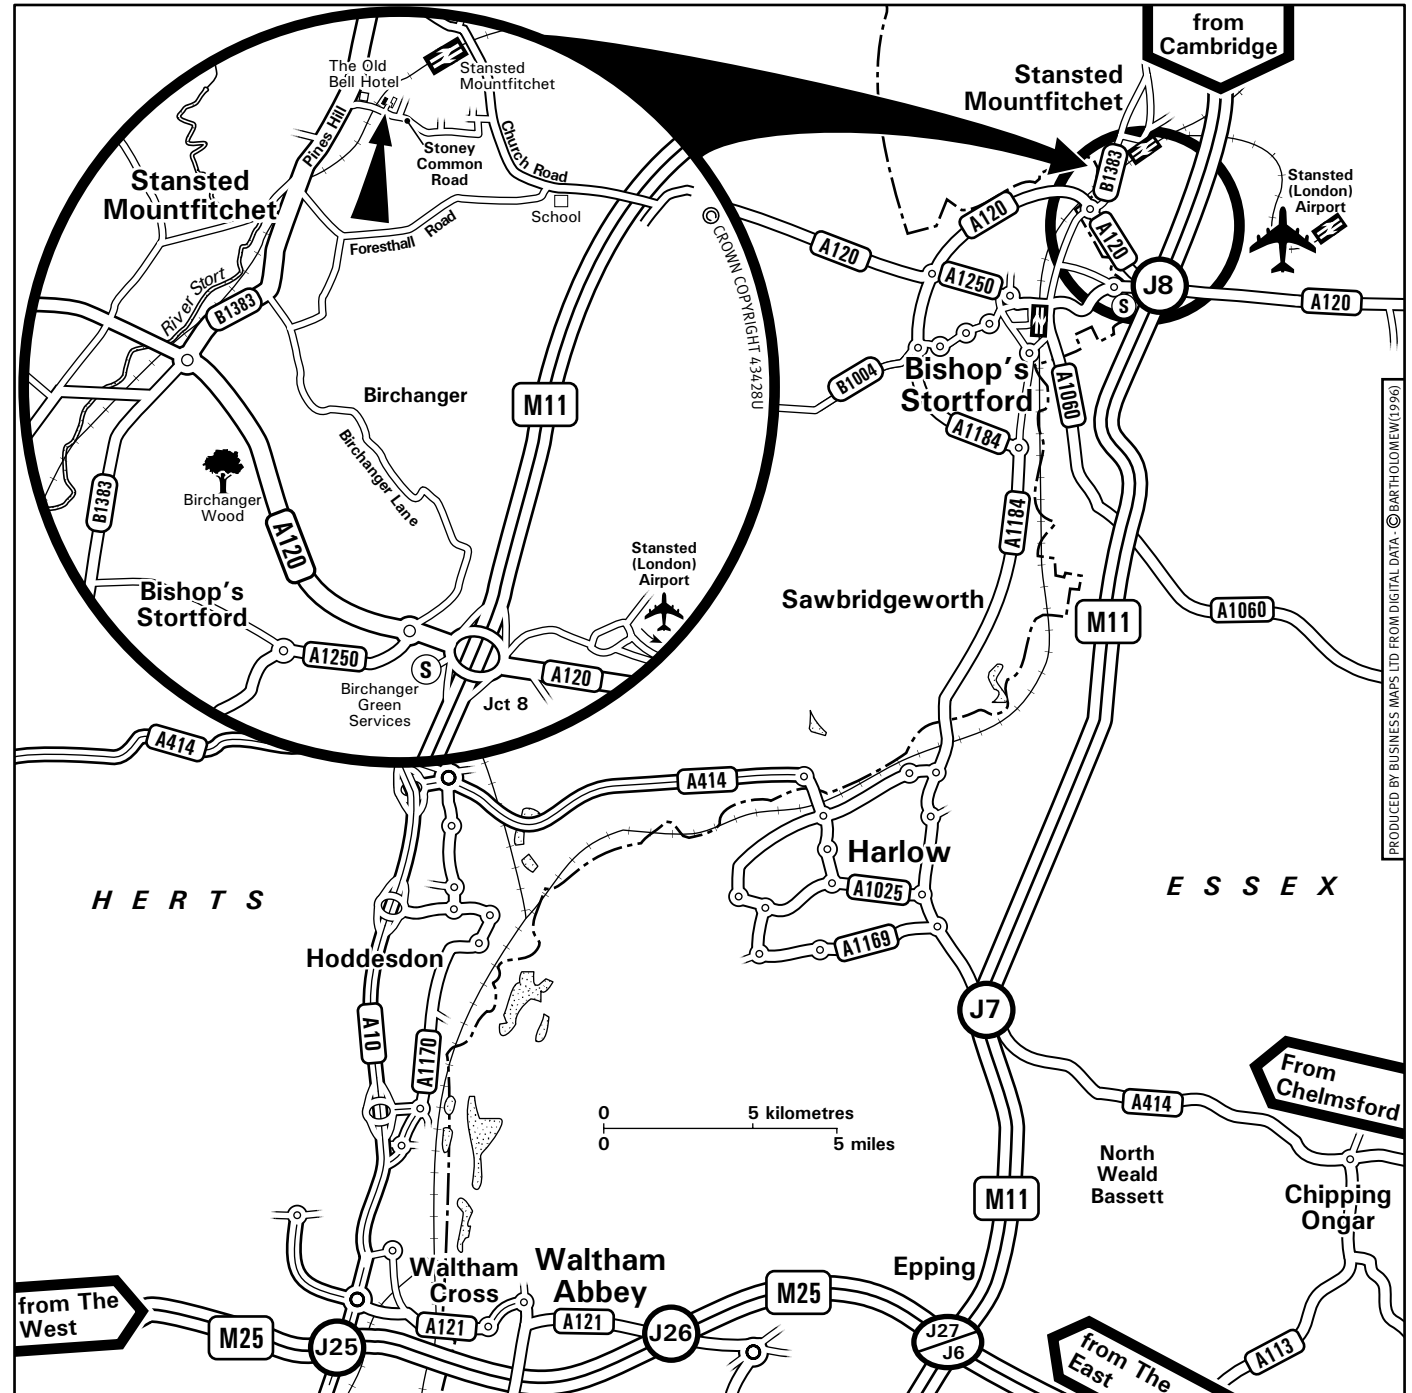 from
Cambridge
The Old
Bell Hotel
Stansted
Mountfitchet
Pines Hill
Stoney
Common
Road
Church Road
School
Foresthall Road
Stansted
Mountfitchet
River Stort
B1383
Birchanger
M11
Birchanger Lane
Birchanger
Wood
B1383
A120
Bishop's
Stortford
A1250
S
Birchanger
Green
Services
Jct 8
A120
Stansted
(London)
Airport
© CROWN COPYRIGHT 43428U
Stansted
Mountfitchet
B1383
A120
A120
A120
A1250
J8
S
A120
Stansted
(London)
Airport
B1004
Bishop's
Stortford
A1060
A1184
A1184
Sawbridgeworth
M11
A1060
PRODUCED BY BUSINESS MAPS LTD FROM DIGITAL DATA - © BARTHOLOMEW(1996)
A414
A414
Harlow
A1025
A1169
HERTS
ESSEX
Hoddesdon
A10
A1170
J7
From
Chelmsford
A414
0 5 kilometres
0 5 miles
North
Weald
Bassett
M11
Chipping
Ongar
Waltham
Cross
Waltham
Abbey
Epping
from The
West
M25
J25
A121
A121
J26
M25
J27
J6
from The
East
A113